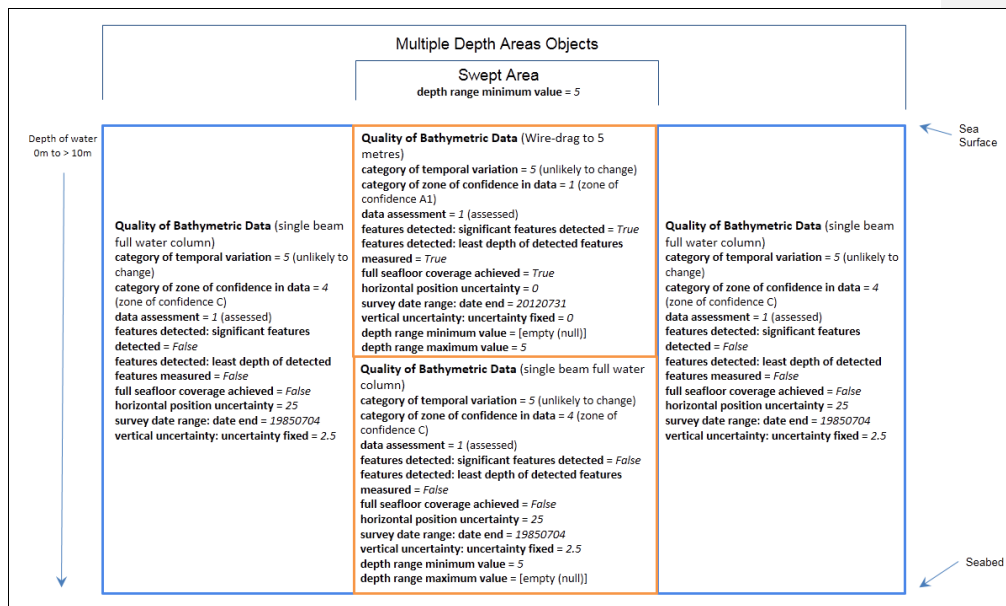 Multiple Depth Areas Objects
Swept Area
depth range minimum value = 5
Depth of water
0m to > 10m
Sea
Surface
Quality of Bathymetric Data (single beam
full water column)
category of temporal variation = 5 (unlikely to
change)
category of zone of confidence in data = 4
(zone of confidence C)
data assessment = 1 (assessed)
features detected: significant features
detected = False
features detected: least depth of detected
features measured = False
full seafloor coverage achieved = False
horizontal position uncertainty = 25
survey date range: date end = 19850704
vertical uncertainty: uncertainty fixed = 2.5
Quality of Bathymetric Data (Wire-drag to 5
metres)
category of temporal variation = 5 (unlikely to change)
category of zone of confidence in data = 1 (zone of
confidence A1)
data assessment = 1 (assessed)
features detected: significant features detected = True
features detected: least depth of detected features
measured = True
full seafloor coverage achieved = True
horizontal position uncertainty = 0
survey date range: date end = 20120731
vertical uncertainty: uncertainty fixed = 0
depth range minimum value = [empty (null)]
depth range maximum value = 5
Quality of Bathymetric Data (single beam full water
column)
category of temporal variation = 5 (unlikely to change)
category of zone of confidence in data = 4 (zone of
confidence C)
data assessment = 1 (assessed)
features detected: significant features detected = False
features detected: least depth of detected features
measured = False
full seafloor coverage achieved = False
horizontal position uncertainty = 25
survey date range: date end = 19850704
vertical uncertainty: uncertainty fixed = 2.5
depth range minimum value = 5
depth range maximum value = [empty (null)]
Quality of Bathymetric Data (single beam
full water column)
category of temporal variation = 5 (unlikely to
change)
category of zone of confidence in data = 4
(zone of confidence C)
data assessment = 1 (assessed)
features detected: significant features
detected = False
features detected: least depth of detected
features measured = False
full seafloor coverage achieved = False
horizontal position uncertainty = 25
survey date range: date end = 19850704
vertical uncertainty: uncertainty fixed = 2.5
Seabed